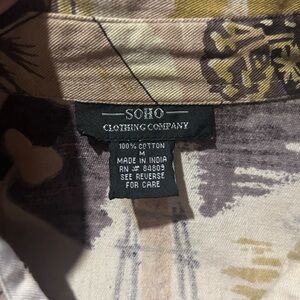 SOHO
CLOTHING COMPANY
100% COTTON
M
MADE IN INDIA
RN # 84809
SEE REVERSE
FOR CARE